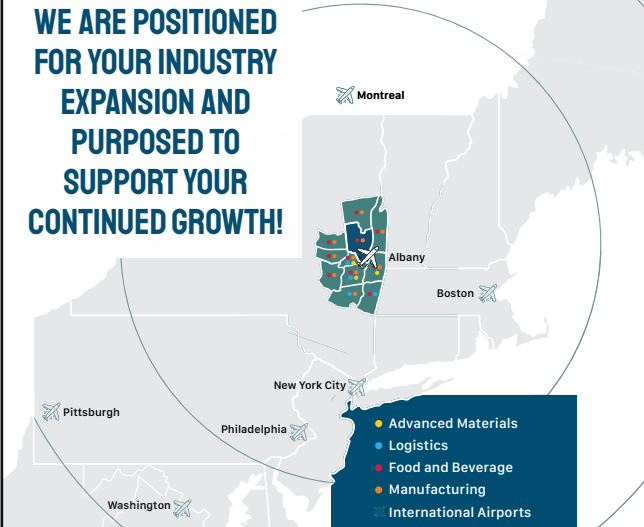 WE ARE POSITIONED
FOR YOUR INDUSTRY
EXPANSION AND
PURPOSED TO
SUPPORT YOUR
CONTINUED GROWTH!
Montreal
Albany
Boston
New York City
Pittsburgh
Philadelphia
Washington
Advanced Materials
Logistics
Food and Beverage
Manufacturing
International Airports